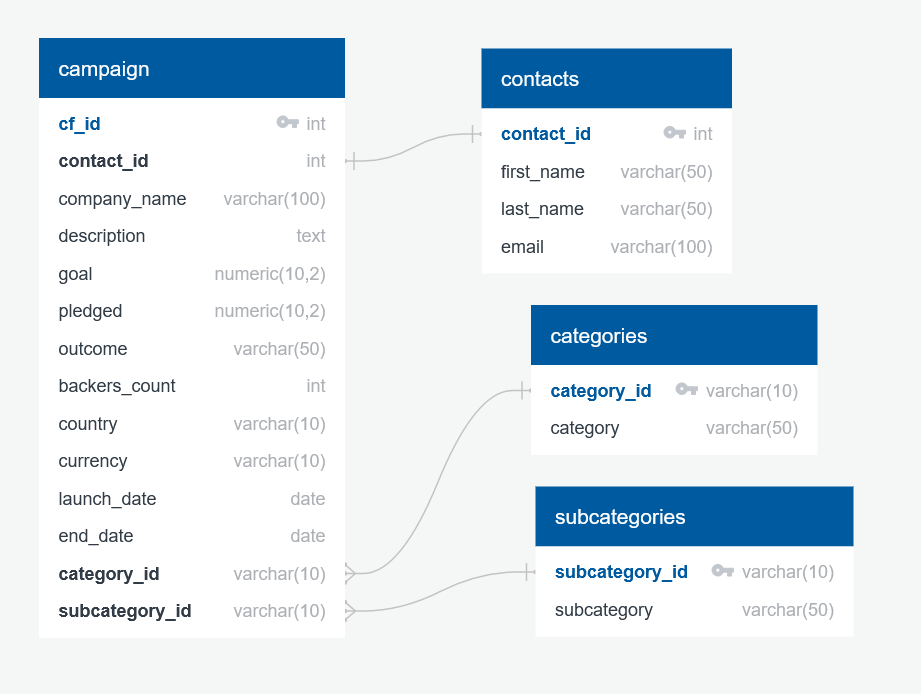 campaign
cf_id int
contact_id int
company_name varchar(100)
description text
goal numeric(10,2)
pledged numeric(10,2)
outcome varchar(50)
backers_count int
country varchar(10)
currency varchar(10)
launch_date date
end_date date
category_id varchar(10)
subcategory_id varchar(10)
contacts
contact_id int
first_name varchar(50)
last_name varchar(50)
email varchar(100)
categories
category_id varchar(10)
category varchar(50)
subcategories
subcategory_id varchar(10)
subcategory varchar(50)